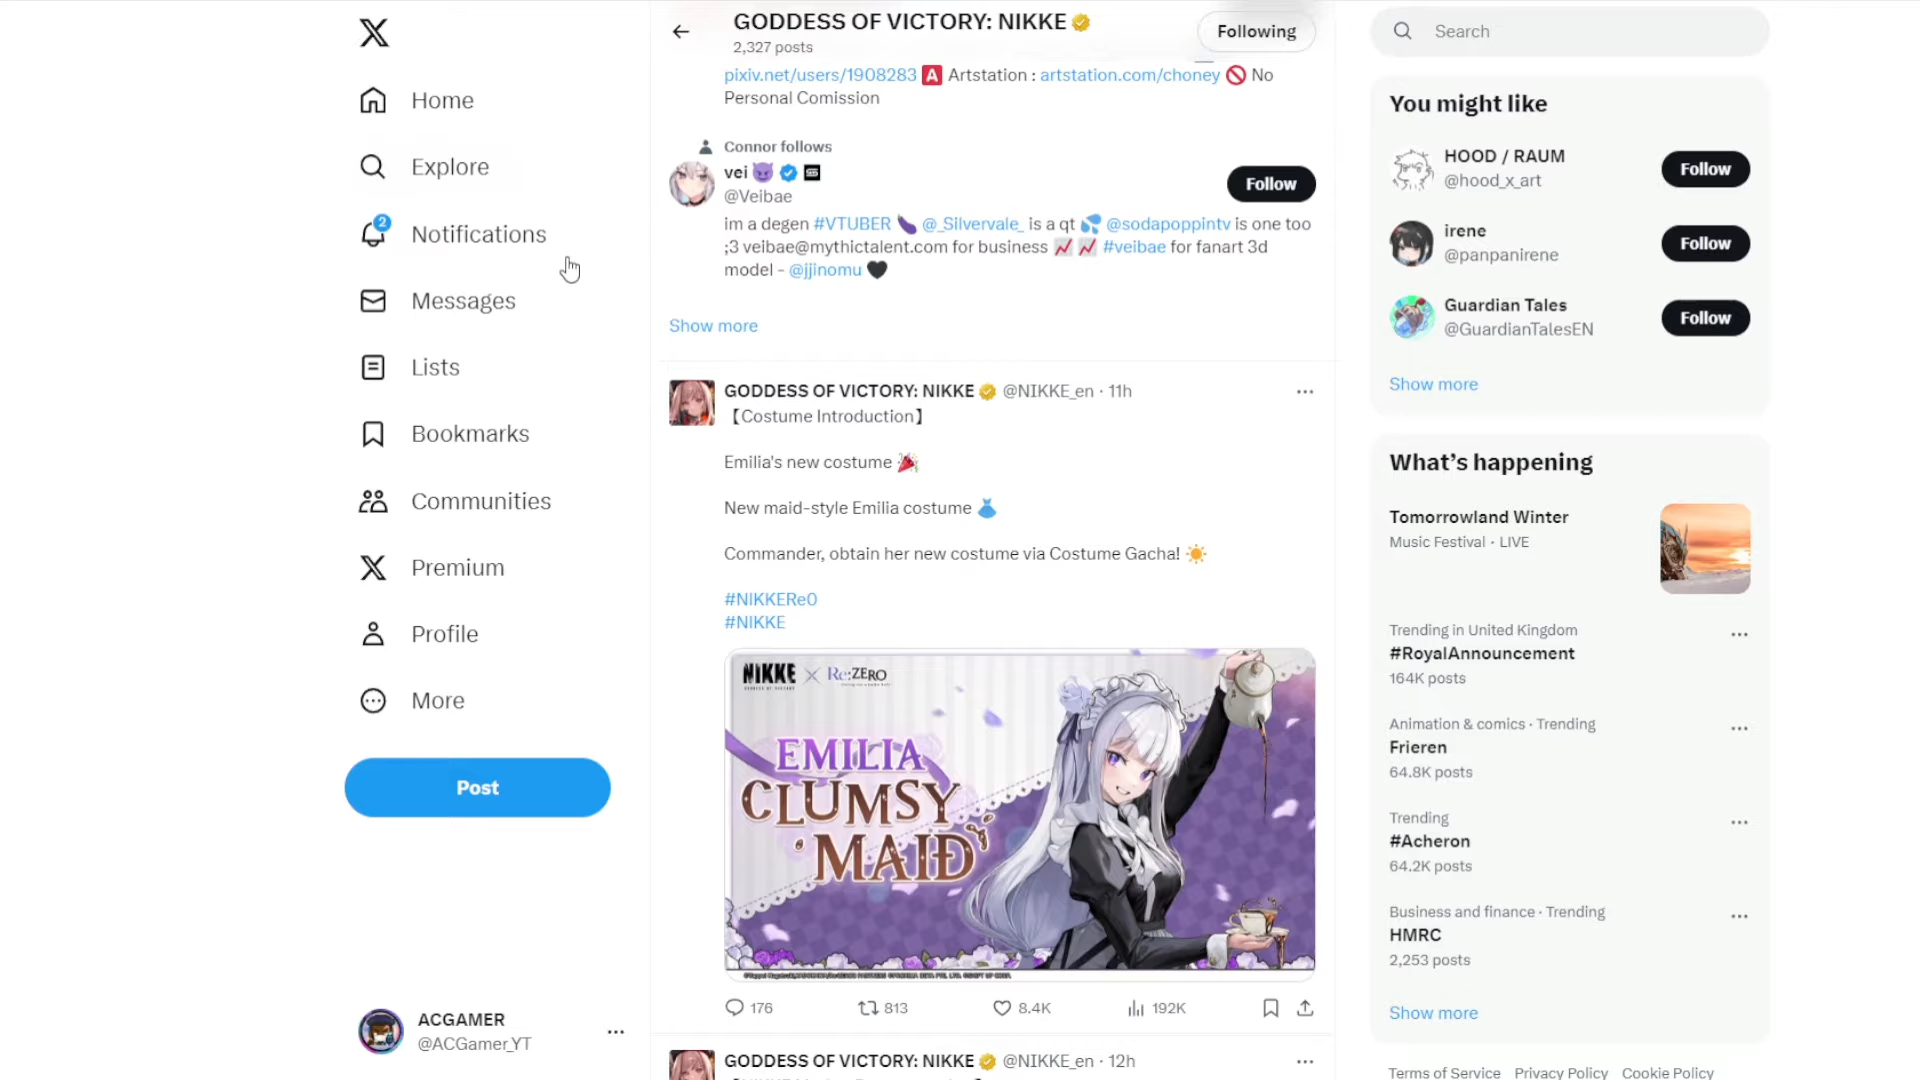 Home
Explore
2
Notifications
Messages
Lists
Bookmarks
Communities
Premium
Profile
More
Post
ACGAMER
@ACGamer_YT
GODDESS OF VICTORY: NIKKE
2,327 posts
Following
pixiv.net/users/1908283 🅰 Artstation : artstation.com/choney 🚫 No
Personal Comission
Connor follows
vei 😈
@Veibae
Follow
im a degen #VTUBER 🍆 @_Silvervale_ is a qt 💦 @sodapoppintv is one too
;3 veibae@mythictalent.com for business 📈 📈 #veibae for fanart 3d
model - @jjinomu 🖤
Show more
GODDESS OF VICTORY: NIKKE @NIKKE_en · 11h
【Costume Introduction】
Emilia's new costume 🎉
New maid-style Emilia costume 👗
Commander, obtain her new costume via Costume Gacha! ☀️
#NIKKERe0
#NIKKE
NIKKE
GODDESS OF VICTORY
Re:ZERO
EMILIA
CLUMSY
MAID
176
813
8.4K
192K
GODDESS OF VICTORY: NIKKE @NIKKE_en · 12h
Search
You might like
HOOD / RAUM
@hood_x_art
Follow
irene
@panpanirene
Follow
Guardian Tales
@GuardianTalesEN
Follow
Show more
What's happening
Tomorrowland Winter
Music Festival · LIVE
Trending in United Kingdom
#RoyalAnnouncement
164K posts
Animation & comics · Trending
Frieren
64.8K posts
Trending
#Acheron
64.2K posts
Business and finance · Trending
HMRC
2,253 posts
Show more
Terms of Service Privacy Policy Cookie Policy